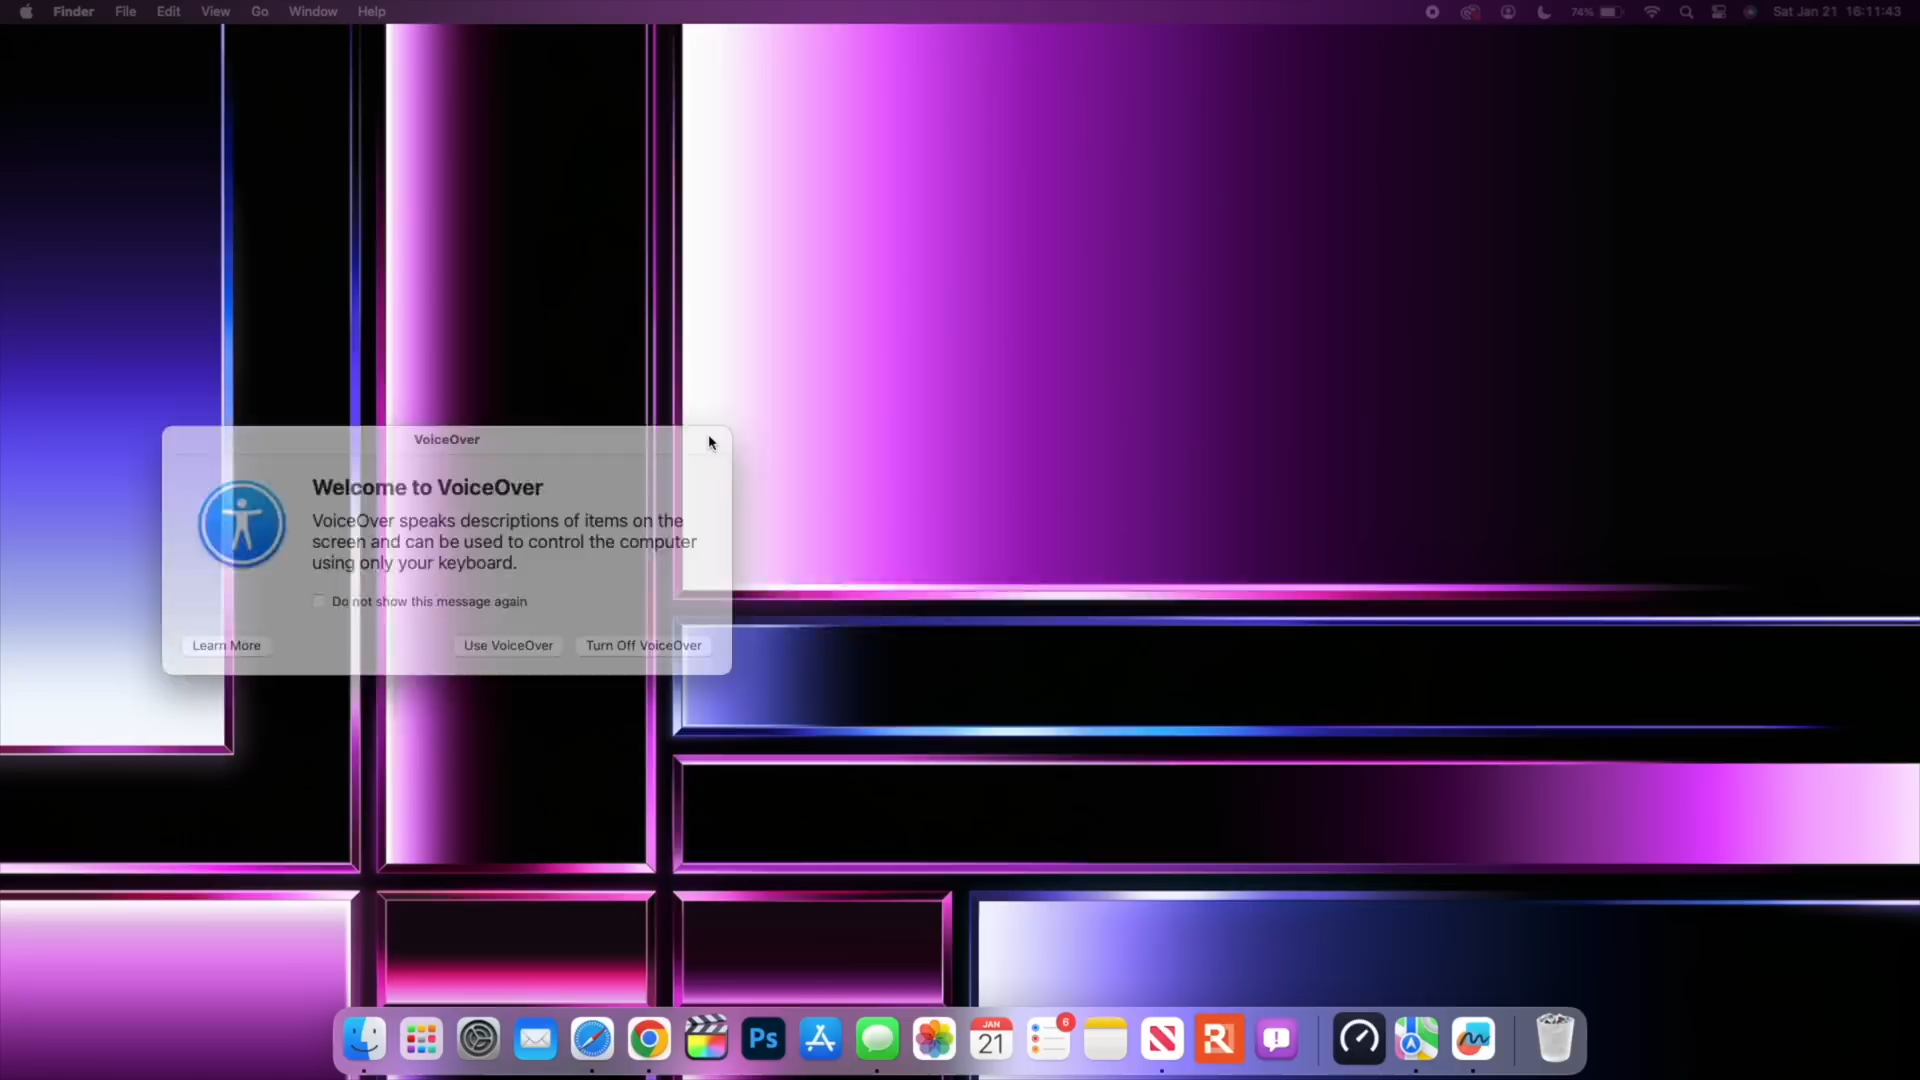 Finder File Edit View Go Window Help
74% Sat Jan 21 16:11:43
VoiceOver
Welcome to VoiceOver
VoiceOver speaks descriptions of items on the
screen and can be used to control the computer
using only your keyboard.
Do not show this message again
Learn More Use VoiceOver Turn Off VoiceOver
Ps
JAN
21
6